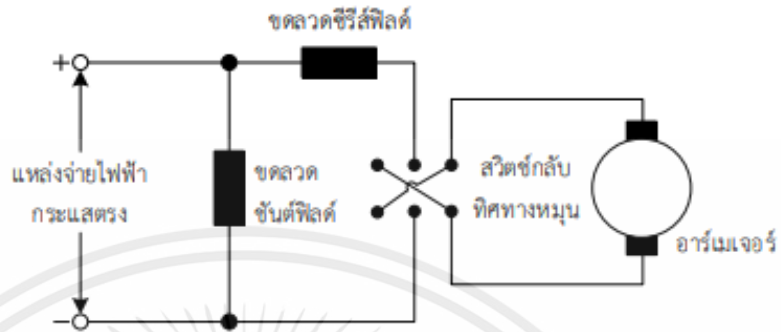 ขดลวดซีรีส์ฟิลด์
+
แหล่งจ่ายไฟฟ้า
กระแสตรง
ขดลวด
ชันต์ฟิลด์
สวิตช์กลับ
ทิศทางหมุน
อาร์เมเจอร์
−